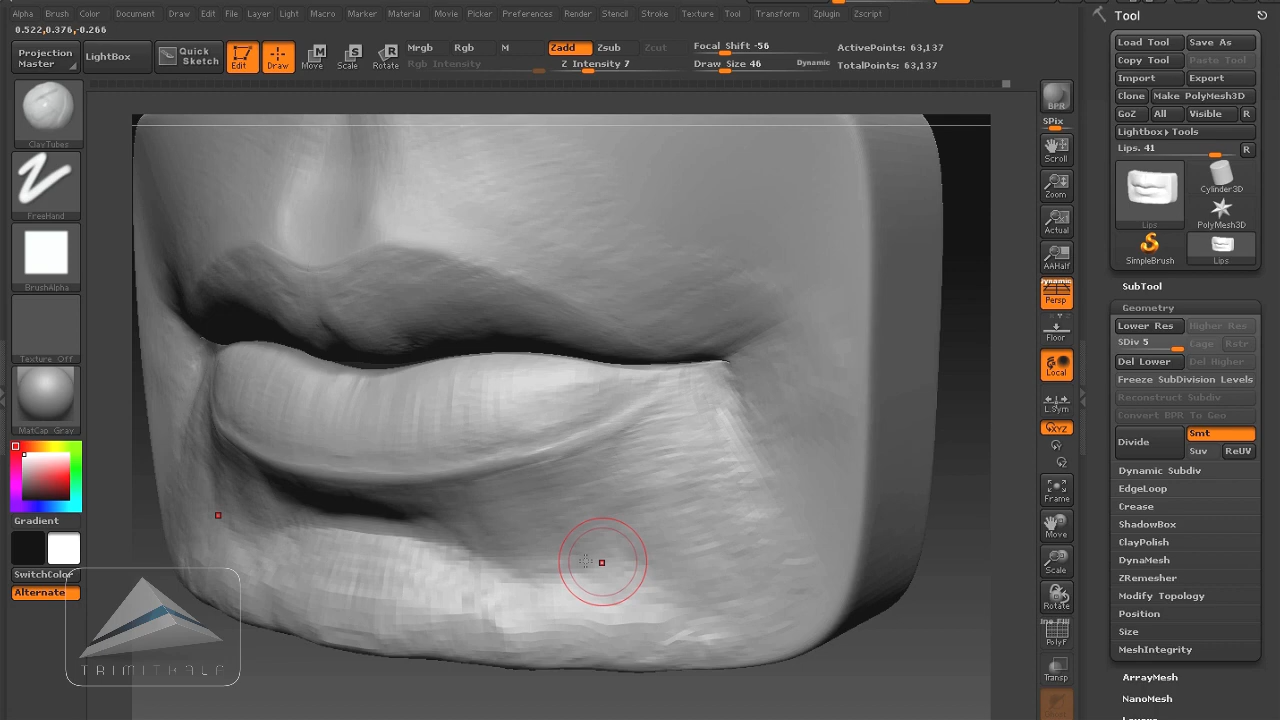 Alpha Brush Color Document Draw Edit File Layer Light Macro Marker Material Movie Picker Preferences Render Stencil Stroke Texture Tool Transform Zplugin Zscript
0.522,0.376,-0.266
Projection Master
LightBox
Quick Sketch
Edit
Draw
Move
Scale
Rotate
Mrgb Rgb M
Rgb Intensity
Zadd Zsub Zcut
Z Intensity 7
Focal Shift -56
Draw Size 46
Dynamic
ActivePoints: 63,137
TotalPoints: 63,137
ClayTubes
FreeHand
BrushAlpha
Texture Off
MatCap Gray
Gradient
SwitchColor
Alternate
TRIMITHALF
BPR
SPix
Scroll
Zoom
Actual
AAHalf
Dynamic
Persp
Floor
Local
L.Sym
XYZ
Frame
Move
Scale
Rotate
Line Fill
PolyF
Transp
Tool
Load Tool Save As
Copy Tool Paste Tool
Import Export
Clone Make PolyMesh3D
GoZ All Visible R
Lightbox▸Tools
Lips. 41 R
Lips
Cylinder3D
PolyMesh3D
SimpleBrush
Lips
SubTool
Geometry
Lower Res Higher Res
SDiv 5 Cage Rstr
Del Lower Del Higher
Freeze SubDivision Levels
Reconstruct Subdiv
Convert BPR To Geo
Divide
Smt
Suv ReUV
Dynamic Subdiv
EdgeLoop
Crease
ShadowBox
ClayPolish
DynaMesh
ZRemesher
Modify Topology
Position
Size
MeshIntegrity
ArrayMesh
NanoMesh